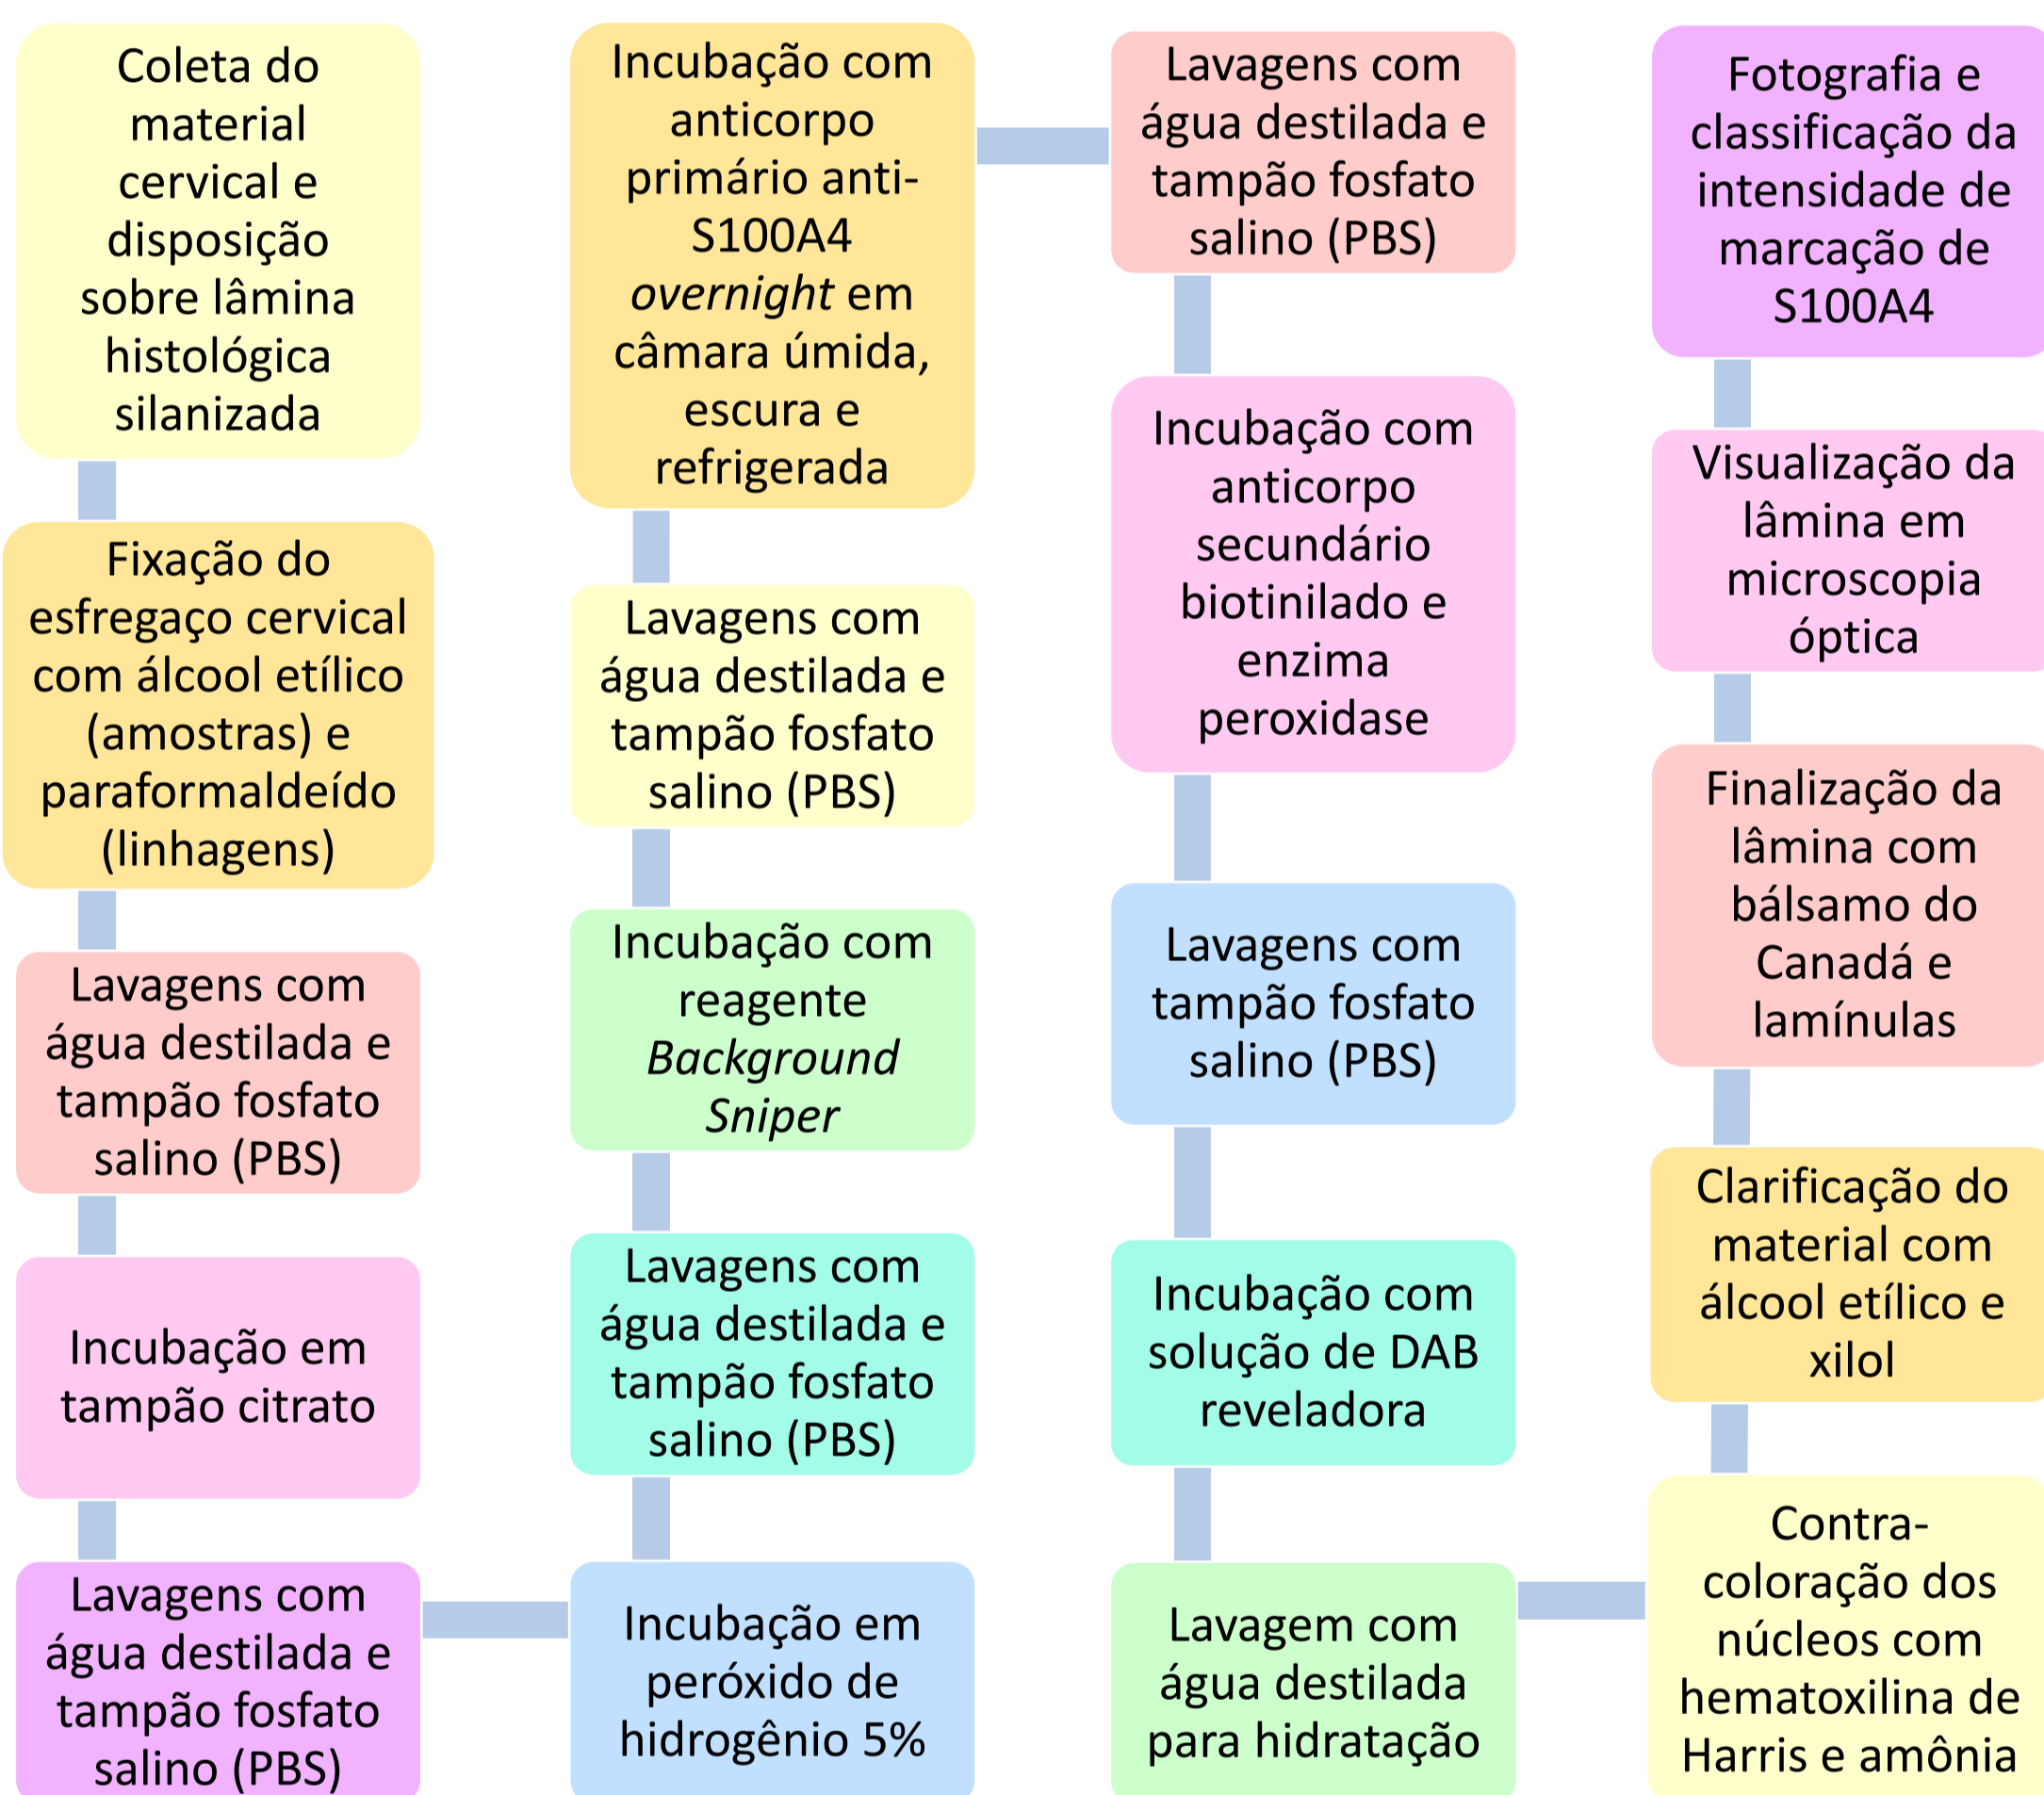 Coleta do
material
cervical e
disposição
sobre lâmina
histológica
silanizada
Fixação do
esfregaço cervical
com álcool etílico
(amostras) e
paraformaldeído
(linhagens)
Lavagens com
água destilada e
tampão fosfato
salino (PBS)
Incubação em
tampão citrato
Lavagens com
água destilada e
tampão fosfato
salino (PBS)
Incubação em
peróxido de
hidrogênio 5%
Lavagens com
água destilada e
tampão fosfato
salino (PBS)
Incubação com
reagente
Background
Sniper
Lavagens com
água destilada e
tampão fosfato
salino (PBS)
Incubação com
anticorpo
primário anti-
S100A4
overnight em
câmara úmida,
escura e
refrigerada
Lavagens com
água destilada e
tampão fosfato
salino (PBS)
Incubação com
anticorpo
secundário
biotinilado e
enzima
peroxidase
Lavagens com
tampão fosfato
salino (PBS)
Incubação com
solução de DAB
reveladora
Lavagem com
água destilada
para hidratação
Contra-
coloração dos
núcleos com
hematoxilina de
Harris e amônia
Clarificação do
material com
álcool etílico e
xilol
Finalização da
lâmina com
bálsamo do
Canadá e
lamínulas
Visualização da
lâmina em
microscopia
óptica
Fotografia e
classificação da
intensidade de
marcação de
S100A4